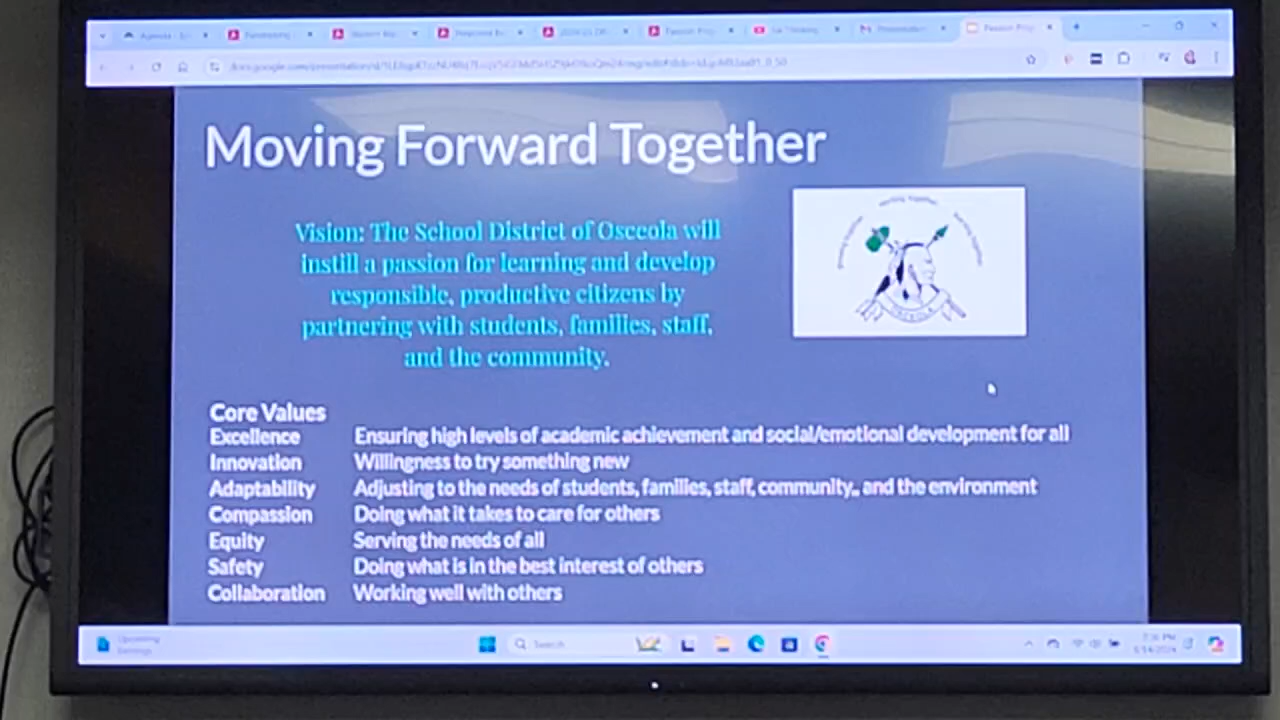 Moving Forward Together
Vision: The School District of Osceola will
instill a passion for learning and develop
responsible, productive citizens by
partnering with students, families, staff,
and the community.
OSCEOLA
Core Values
Excellence Ensuring high levels of academic achievement and social/emotional development for all
Innovation Willingness to try something new
Adaptability Adjusting to the needs of students, families, staff, community,, and the environment
Compassion Doing what it takes to care for others
Equity Serving the needs of all
Safety Doing what is in the best interest of others
Collaboration Working well with others
Upcoming
Earnings
Search